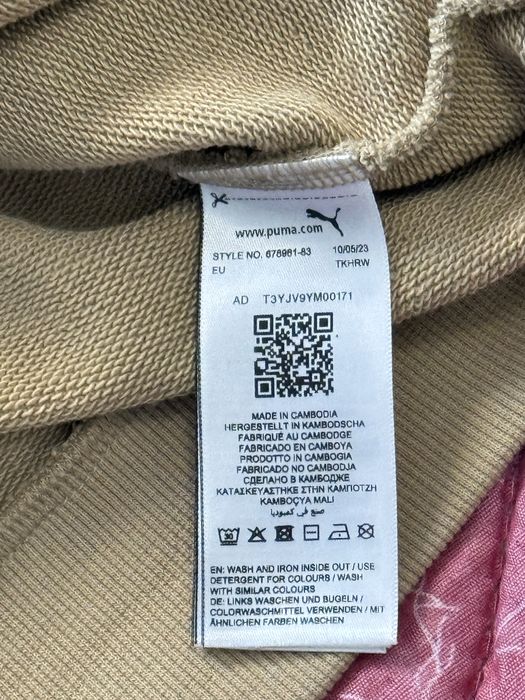 www.puma.com
STYLE NO. 678981-83 10/05/23
EU TKHRW
AD T3YJV9YM00171
MADE IN CAMBODIA
HERGESTELLT IN KAMBODSCHA
FABRIQUÉ AU CAMBODGE
FABRICADO EN CAMBOYA
PRODOTTO IN CAMBOGIA
FABRICADO NO CAMBODJA
СДЕЛАНО В КАМБОДЖЕ
ΚΑΤΑΣΚΕΥΑΣΤΗΚΕ ΣΤΗΝ ΚΑΜΠΟΤΖΗ
KAMBOÇYA MALI
صنع في كمبوديا
30
EN: WASH AND IRON INSIDE OUT / USE
DETERGENT FOR COLOURS / WASH
WITH SIMILAR COLOURS
DE: LINKS WASCHEN UND BUGELN /
COLORWASCHMITTEL VERWENDEN / MIT
ÄHNLICHEN FARBEN WASCHEN